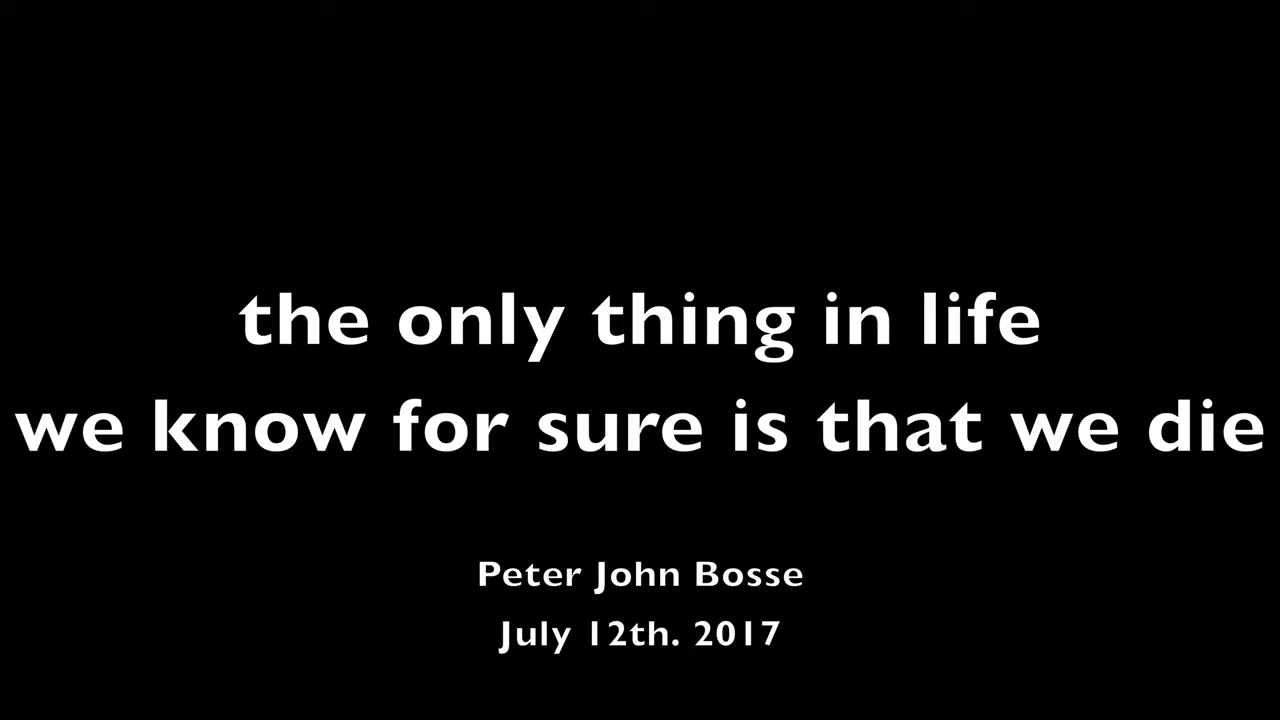 the only thing in life
we know for sure is that we die
Peter John Bosse
July 12th. 2017